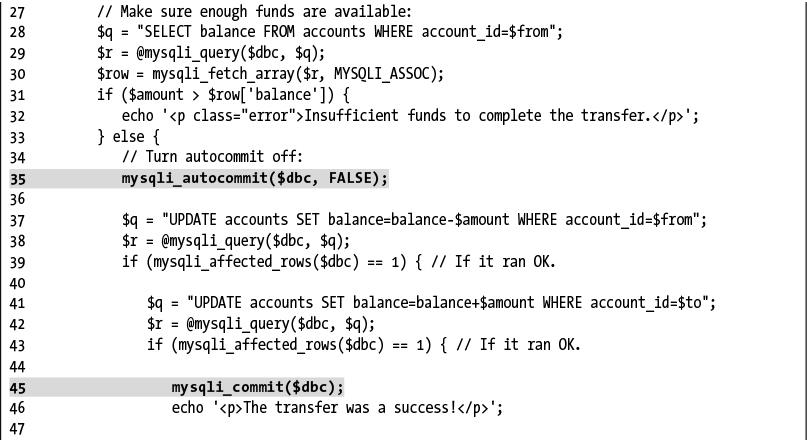 27 // Make sure enough funds are available:
28 $q = "SELECT balance FROM accounts WHERE account_id=$from";
29 $r = @mysqli_query($dbc, $q);
30 $row = mysqli_fetch_array($r, MYSQLI_ASSOC);
31 if ($amount > $row['balance']) {
32 echo '<p class="error">Insufficient funds to complete the transfer.</p>';
33 } else {
34 // Turn autocommit off:
35 mysqli_autocommit($dbc, FALSE);
36
37 $q = "UPDATE accounts SET balance=balance-$amount WHERE account_id=$from";
38 $r = @mysqli_query($dbc, $q);
39 if (mysqli_affected_rows($dbc) == 1) { // If it ran OK.
40
41 $q = "UPDATE accounts SET balance=balance+$amount WHERE account_id=$to";
42 $r = @mysqli_query($dbc, $q);
43 if (mysqli_affected_rows($dbc) == 1) { // If it ran OK.
44
45 mysqli_commit($dbc);
46 echo '<p>The transfer was a success!</p>';
47